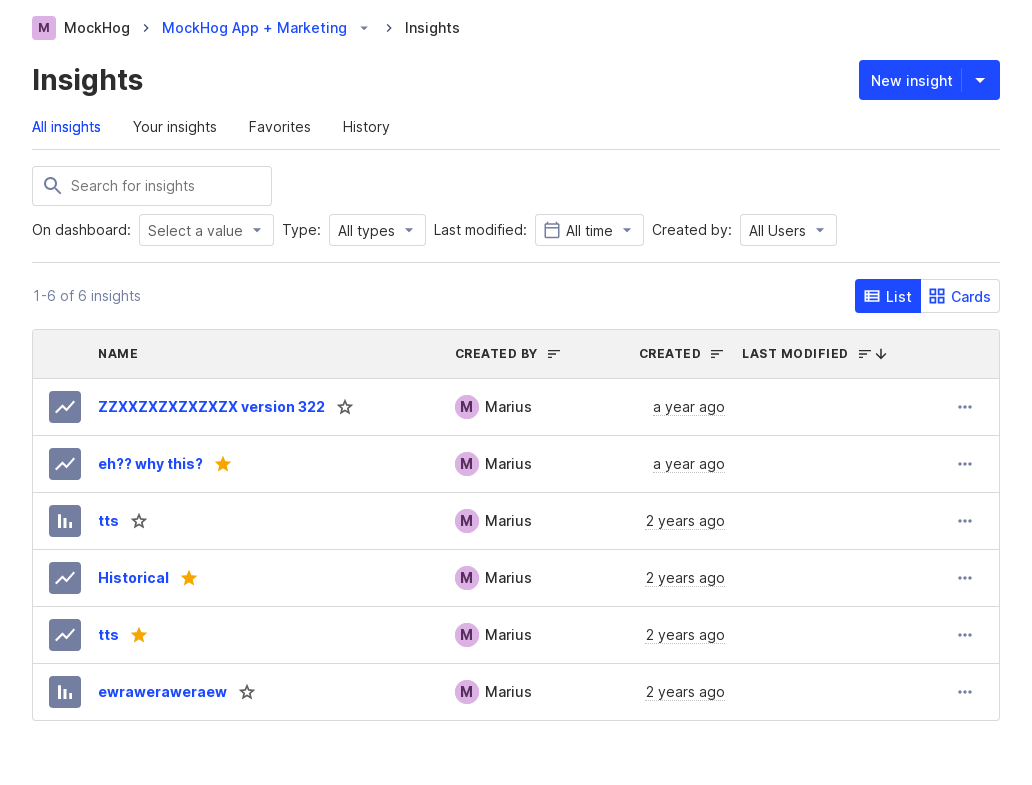 M MockHog MockHog App + Marketing Insights
Insights
New insight
All insights Your insights Favorites History
Search for insights
On dashboard: Select a value Type: All types Last modified: All time Created by: All Users
1-6 of 6 insights
List Cards
NAME CREATED BY CREATED LAST MODIFIED
ZZXXZXZXZXZXZX version 322 M Marius a year ago
eh?? why this? M Marius a year ago
tts M Marius 2 years ago
Historical M Marius 2 years ago
tts M Marius 2 years ago
ewraweraweraew M Marius 2 years ago